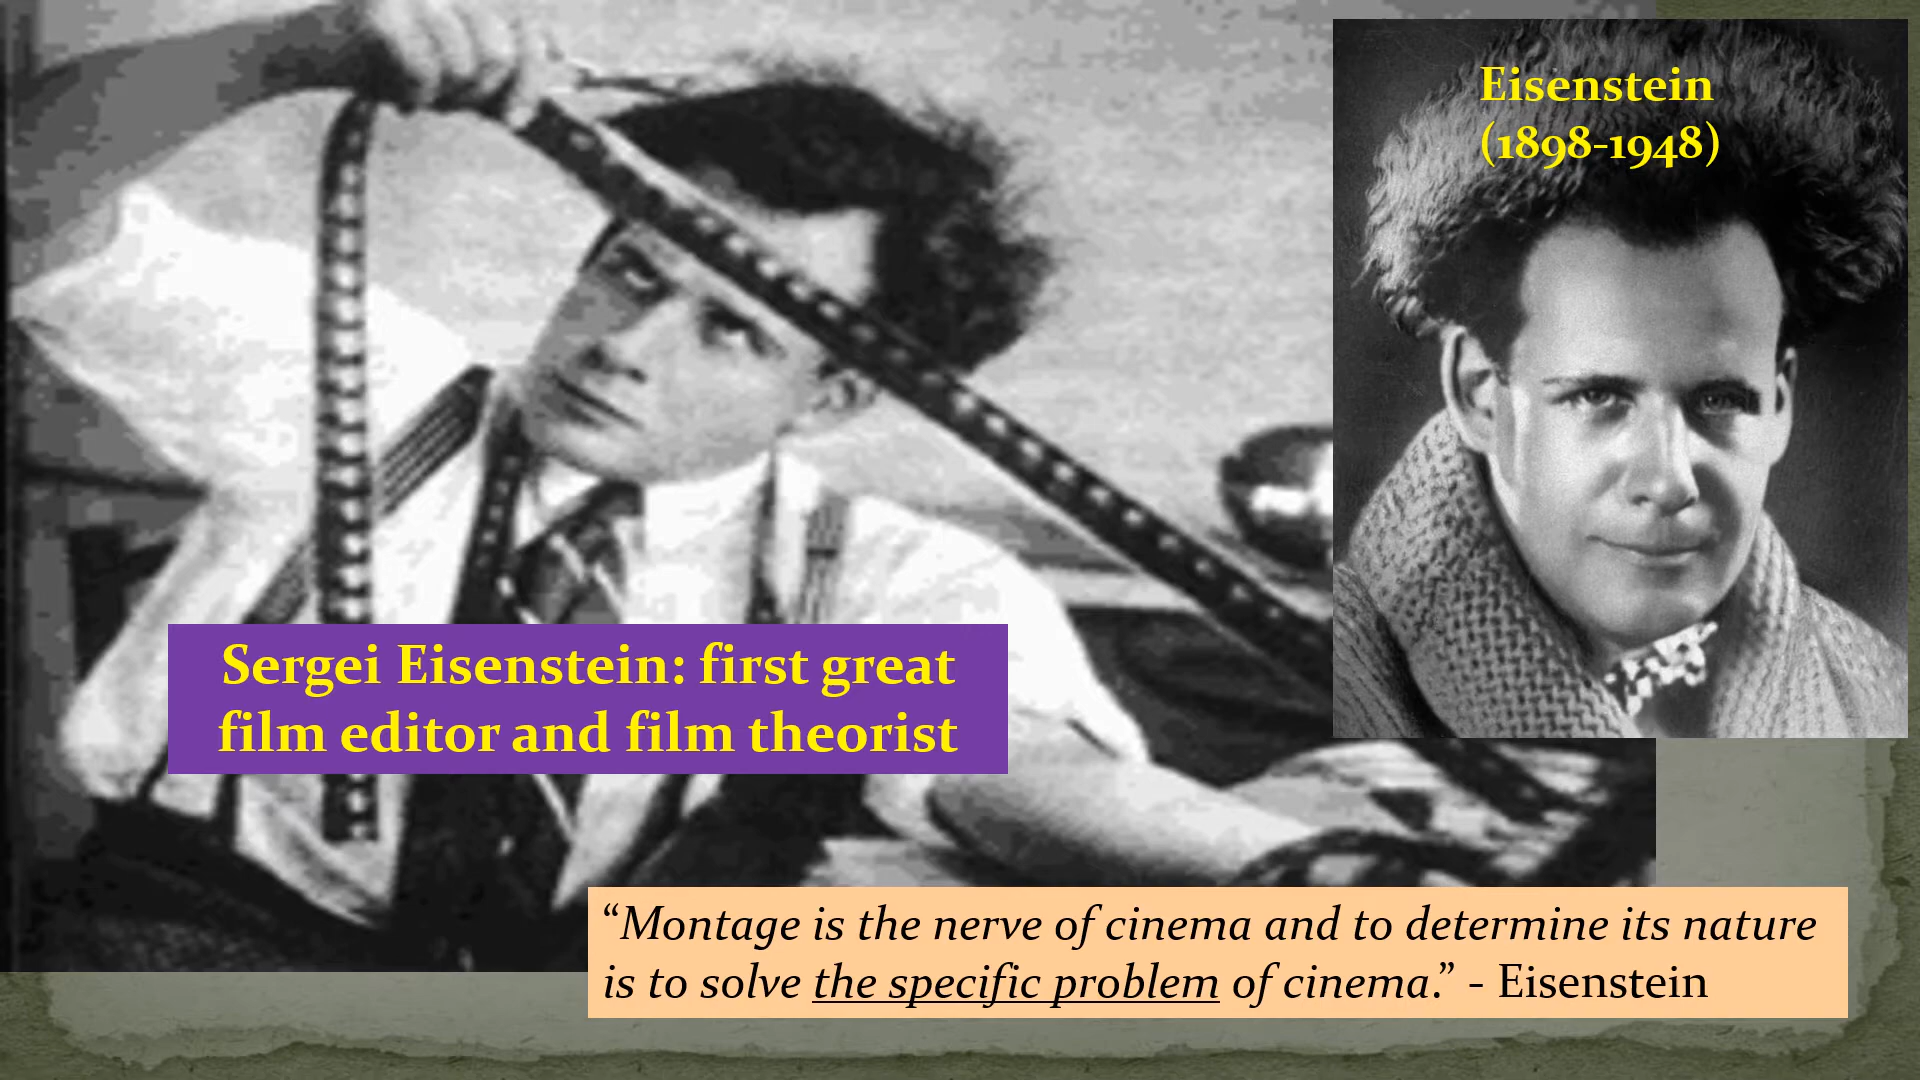 Eisenstein
(1898-1948)
Sergei Eisenstein: first great
film editor and film theorist
“Montage is the nerve of cinema and to determine its nature
is to solve the specific problem of cinema.” - Eisenstein